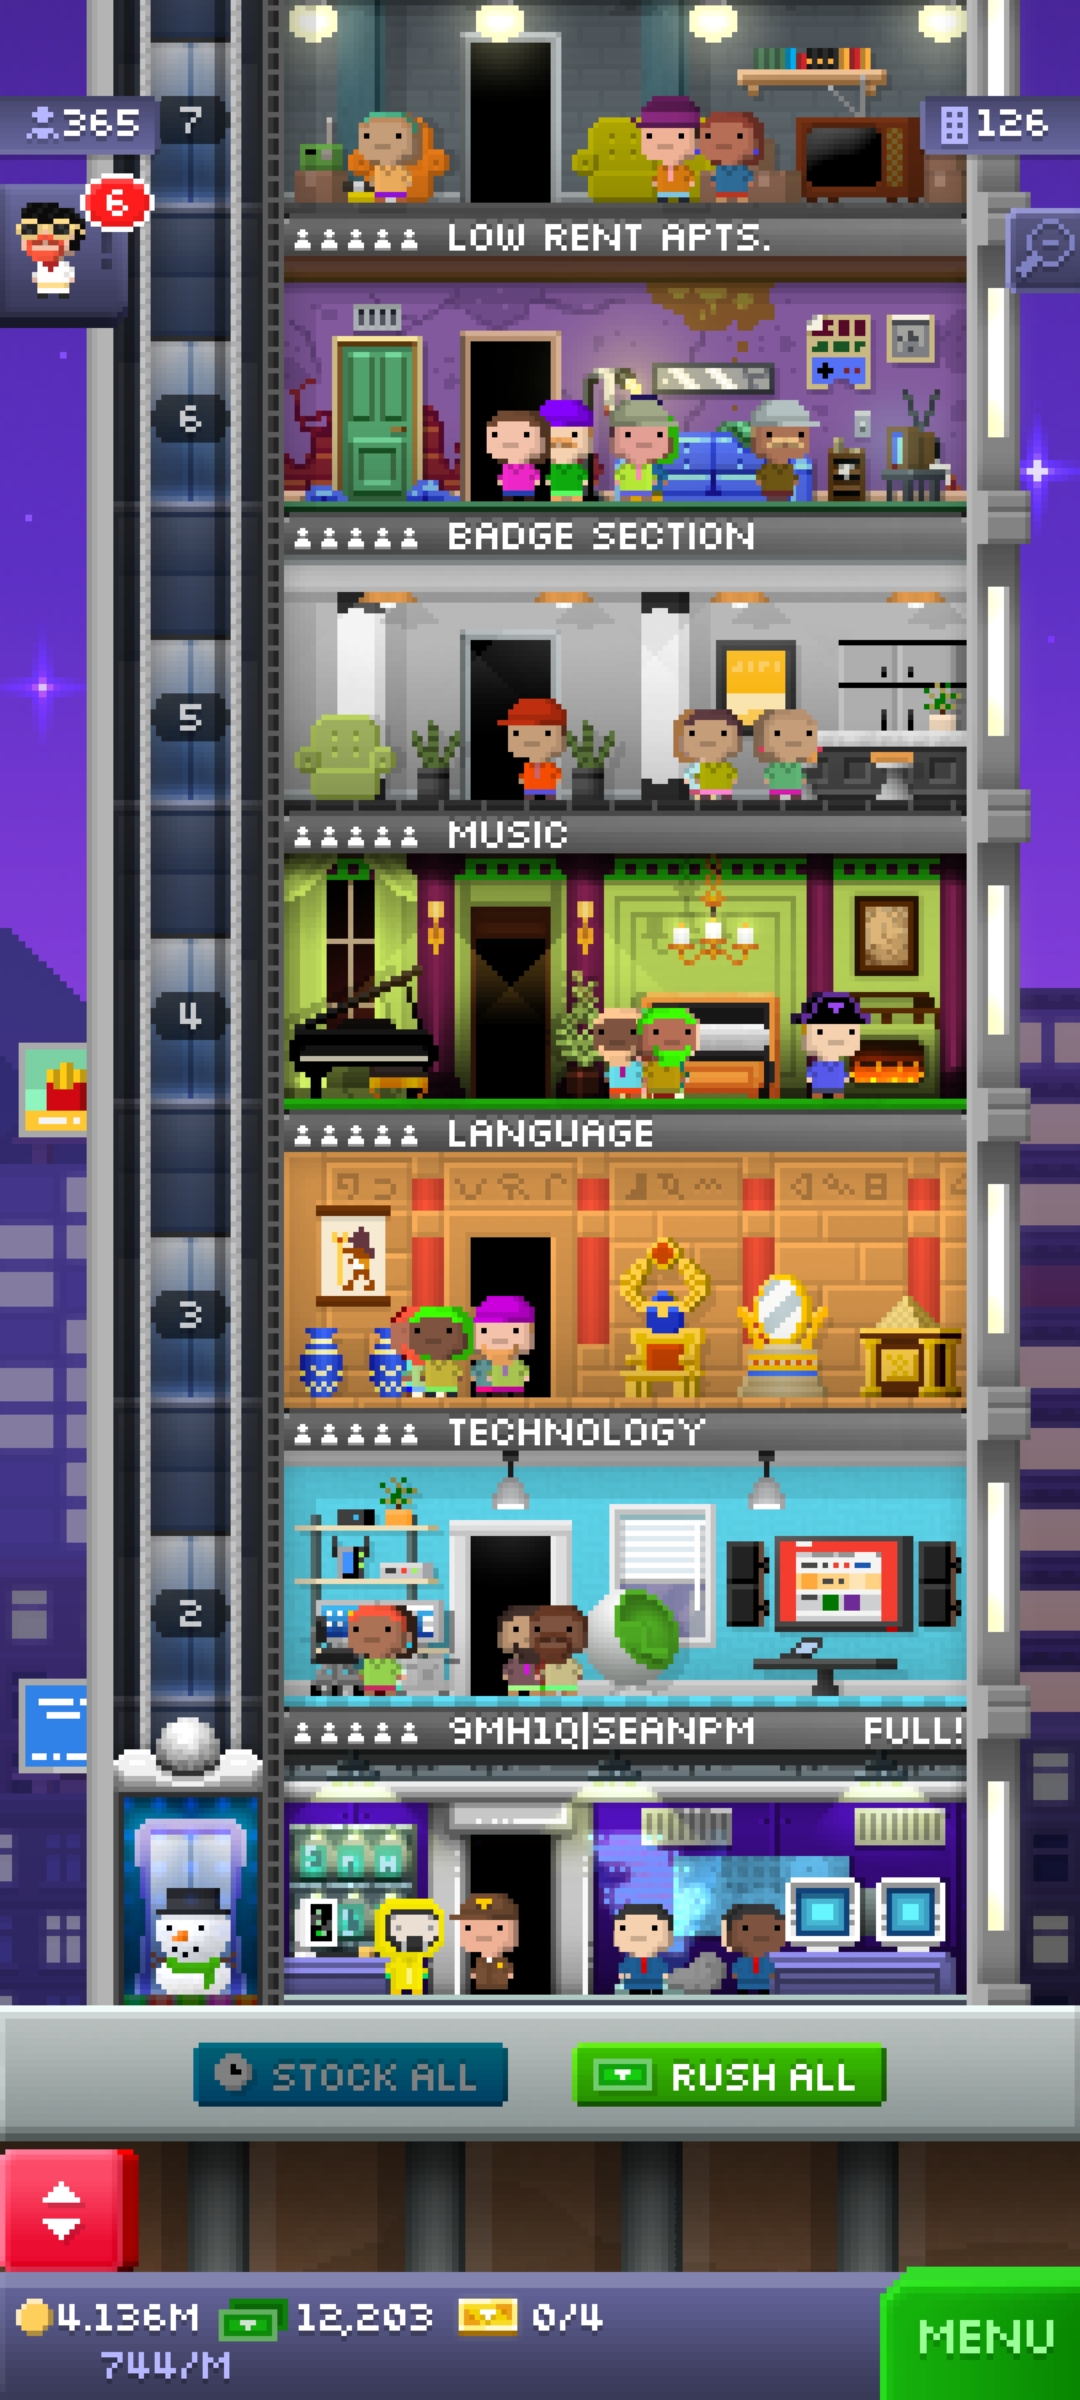 7
365
126
6
LOW RENT APTS.
6
BADGE SECTION
5
MUSIC
4
LANGUAGE
3
TECHNOLOGY
2
9MH1Q|SEANPM FULL!
STOCK ALL
RUSH ALL
4.136M 12,203 0/4
744/M
MENU